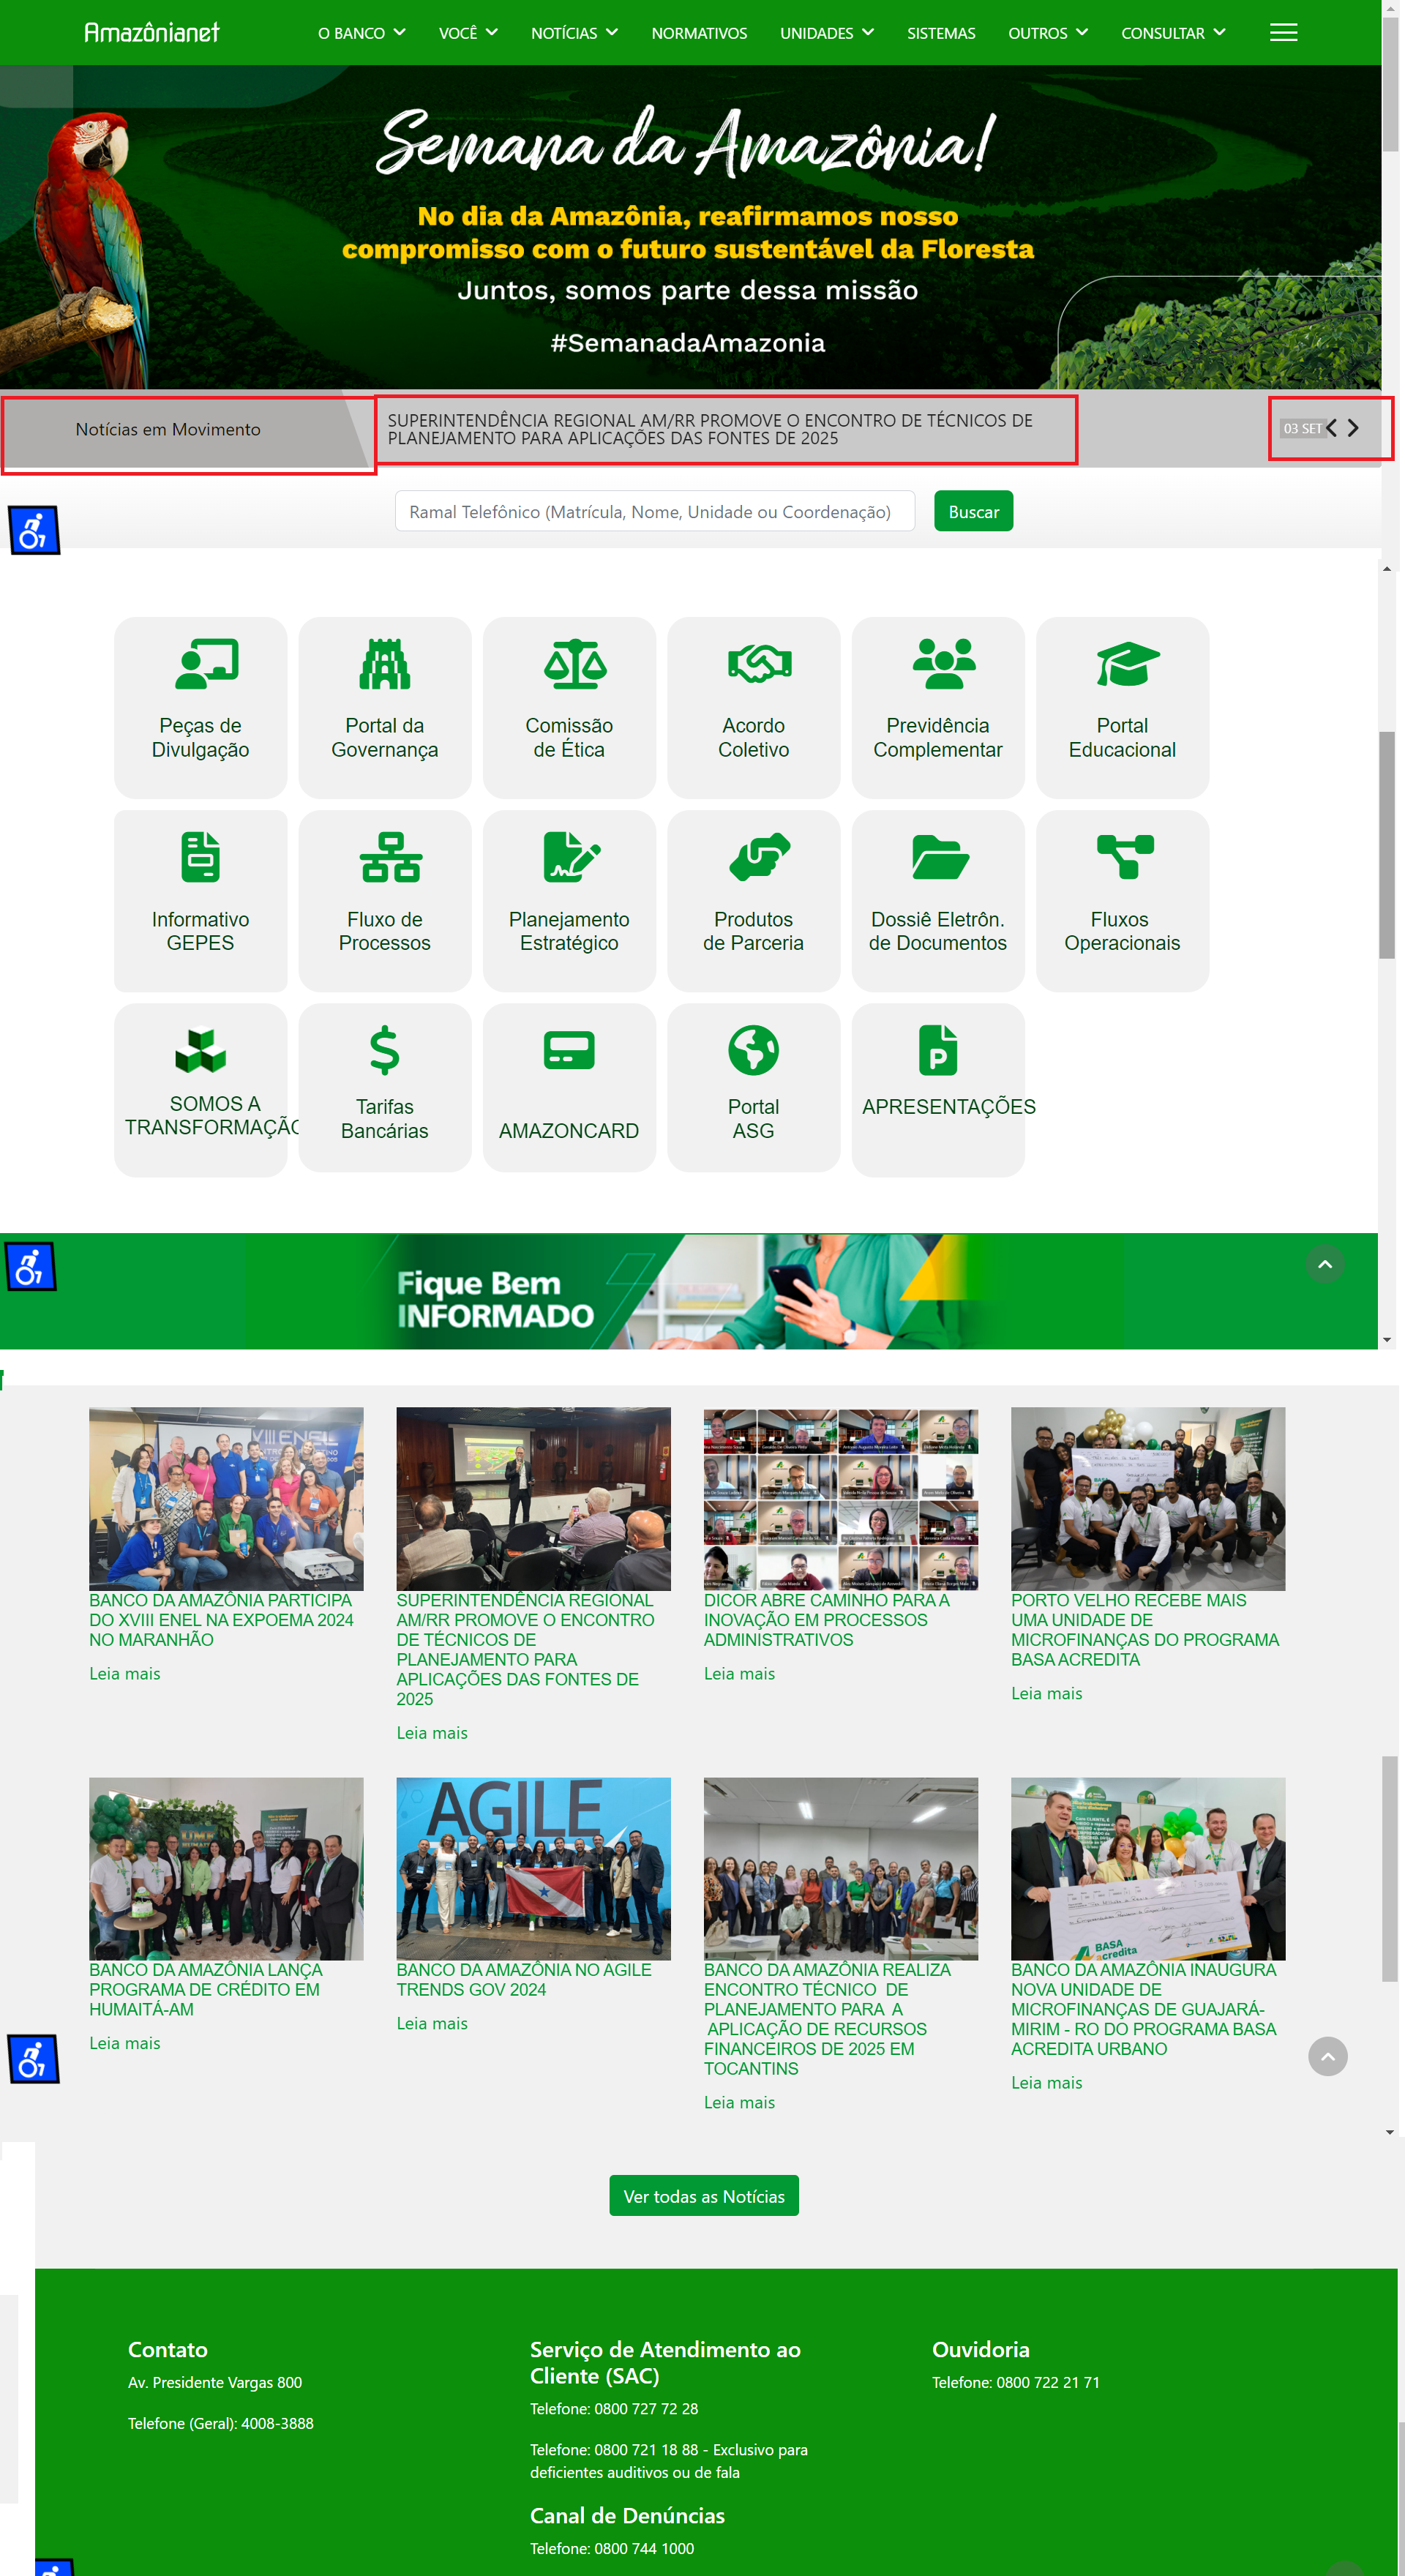 Amazônianet
O BANCO
VOCÊ
NOTÍCIAS
NORMATIVOS
UNIDADES
SISTEMAS
OUTROS
CONSULTAR
Semana da Amazônia!
No dia da Amazônia, reafirmamos nosso
compromisso com o futuro sustentável da Floresta
Juntos, somos parte dessa missão
#SemanadaAmazonia
Notícias em Movimento
SUPERINTENDÊNCIA REGIONAL AM/RR PROMOVE O ENCONTRO DE TÉCNICOS DE
PLANEJAMENTO PARA APLICAÇÕES DAS FONTES DE 2025
03 SET
Ramal Telefônico (Matrícula, Nome, Unidade ou Coordenação)
Buscar
Peças de
Divulgação
Portal da
Governança
Comissão
de Ética
Acordo
Coletivo
Previdência
Complementar
Portal
Educacional
Informativo
GEPES
Fluxo de
Processos
Planejamento
Estratégico
Produtos
de Parceria
Dossiê Eletrôn.
de Documentos
Fluxos
Operacionais
SOMOS A
TRANSFORMAÇÃO
Tarifas
Bancárias
AMAZONCARD
Portal
ASG
P
APRESENTAÇÕES
Fique Bem
INFORMADO
VIII ENEL
BANCO DA AMAZÔNIA PARTICIPA
DO XVIII ENEL NA EXPOEMA 2024
NO MARANHÃO
Leia mais
SUPERINTENDÊNCIA REGIONAL
AM/RR PROMOVE O ENCONTRO
DE TÉCNICOS DE
PLANEJAMENTO PARA
APLICAÇÕES DAS FONTES DE
2025
Leia mais
DICOR ABRE CAMINHO PARA A
INOVAÇÃO EM PROCESSOS
ADMINISTRATIVOS
Leia mais
PORTO VELHO RECEBE MAIS
UMA UNIDADE DE
MICROFINANÇAS DO PROGRAMA
BASA ACREDITA
Leia mais
BANCO DA AMAZÔNIA LANÇA
PROGRAMA DE CRÉDITO EM
HUMAITÁ-AM
Leia mais
AGILE
BANCO DA AMAZÔNIA NO AGILE
TRENDS GOV 2024
Leia mais
BANCO DA AMAZÔNIA REALIZA
ENCONTRO TÉCNICO  DE
PLANEJAMENTO PARA  A
APLICAÇÃO DE RECURSOS
FINANCEIROS DE 2025 EM
TOCANTINS
Leia mais
BASA
acredita
BANCO DA AMAZÔNIA INAUGURA
NOVA UNIDADE DE
MICROFINANÇAS DE GUAJARÁ-
MIRIM - RO DO PROGRAMA BASA
ACREDITA URBANO
Leia mais
Ver todas as Notícias
Contato
Av. Presidente Vargas 800
Telefone (Geral): 4008-3888
Serviço de Atendimento ao
Cliente (SAC)
Telefone: 0800 727 72 28
Telefone: 0800 721 18 88 - Exclusivo para
deficientes auditivos ou de fala
Canal de Denúncias
Telefone: 0800 744 1000
Ouvidoria
Telefone: 0800 722 21 71